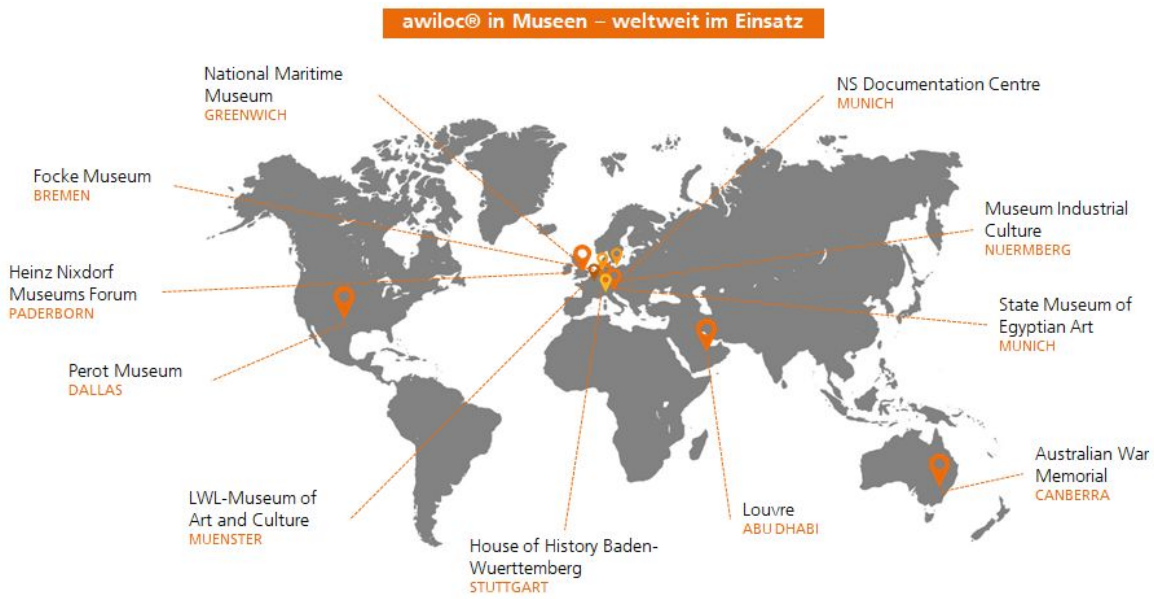 awiloc® in Museen – weltweit im Einsatz
National Maritime
Museum
GREENWICH
NS Documentation Centre
MUNICH
Focke Museum
BREMEN
Museum Industrial
Culture
NUERMBERG
Heinz Nixdorf
Museums Forum
PADERBORN
State Museum of
Egyptian Art
MUNICH
Perot Museum
DALLAS
Australian War
Memorial
CANBERRA
LWL-Museum of
Art and Culture
MUENSTER
Louvre
ABU DHABI
House of History Baden-
Wuerttemberg
STUTTGART